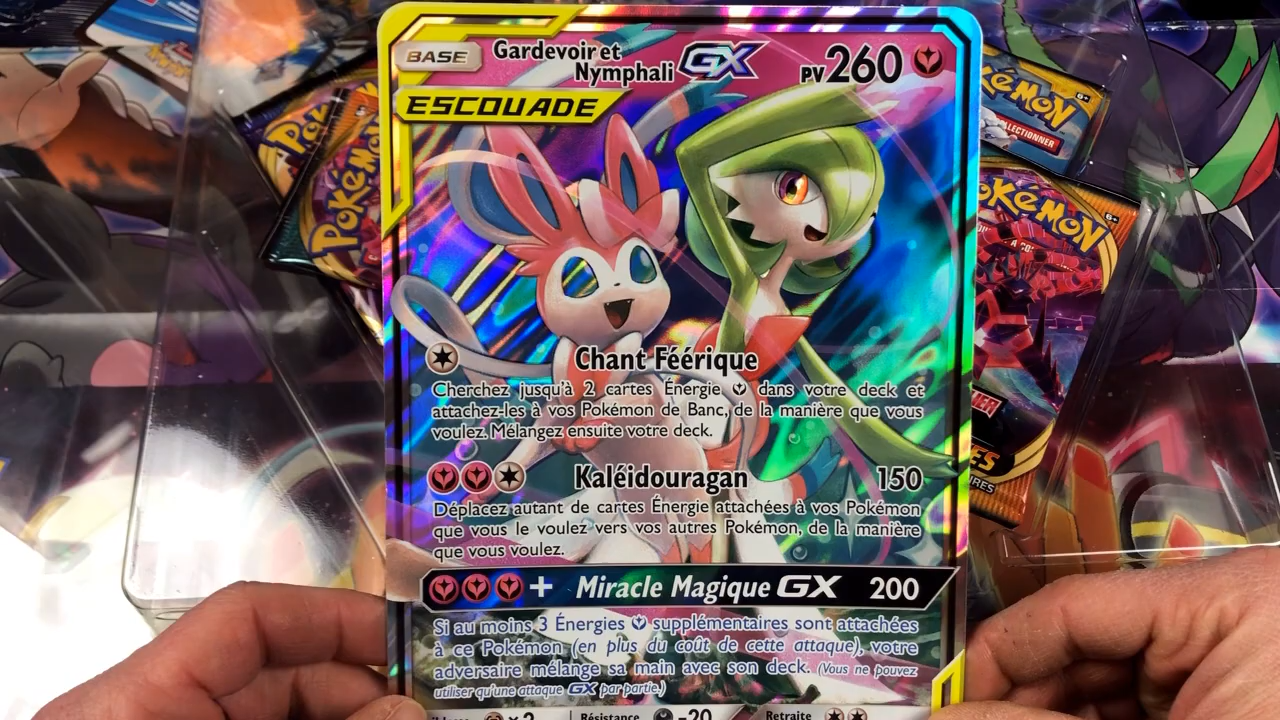 BASE
Gardevoir et
Nymphali GX
PV 260
ESCOUADE
Chant Féérique
Cherchez jusqu'à 2 cartes Énergie dans votre deck et
attachez-les à vos Pokémon de Banc, de la manière que vous
voulez. Mélangez ensuite votre deck.
Kaléidouragan 150
Déplacez autant de cartes Énergie attachées à vos Pokémon
que vous le voulez vers vos autres Pokémon, de la manière
que vous voulez.
+ Miracle Magique GX 200
Si au moins 3 Énergies supplémentaires sont attachées
à ce Pokémon (en plus du coût de cette attaque), votre
adversaire mélange sa main avec son deck. (Vous ne pouvez
utiliser qu'une attaque GX par partie.)
×2 Résistance -20 Retraite
Pokémon
POKÉMON
COLLECTIONNER
POKÉMON